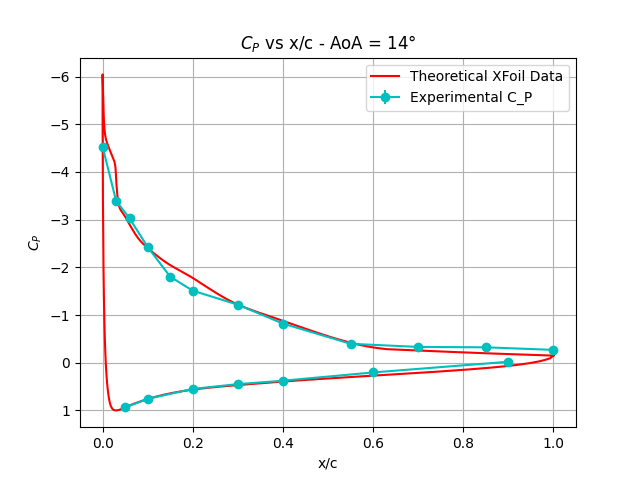 C_P vs x/c - AoA = 14°
Theoretical XFoil Data
Experimental C_P
−6
−5
−4
−3
−2
−1
0
1
C_P
0.0 0.2 0.4 0.6 0.8 1.0
x/c